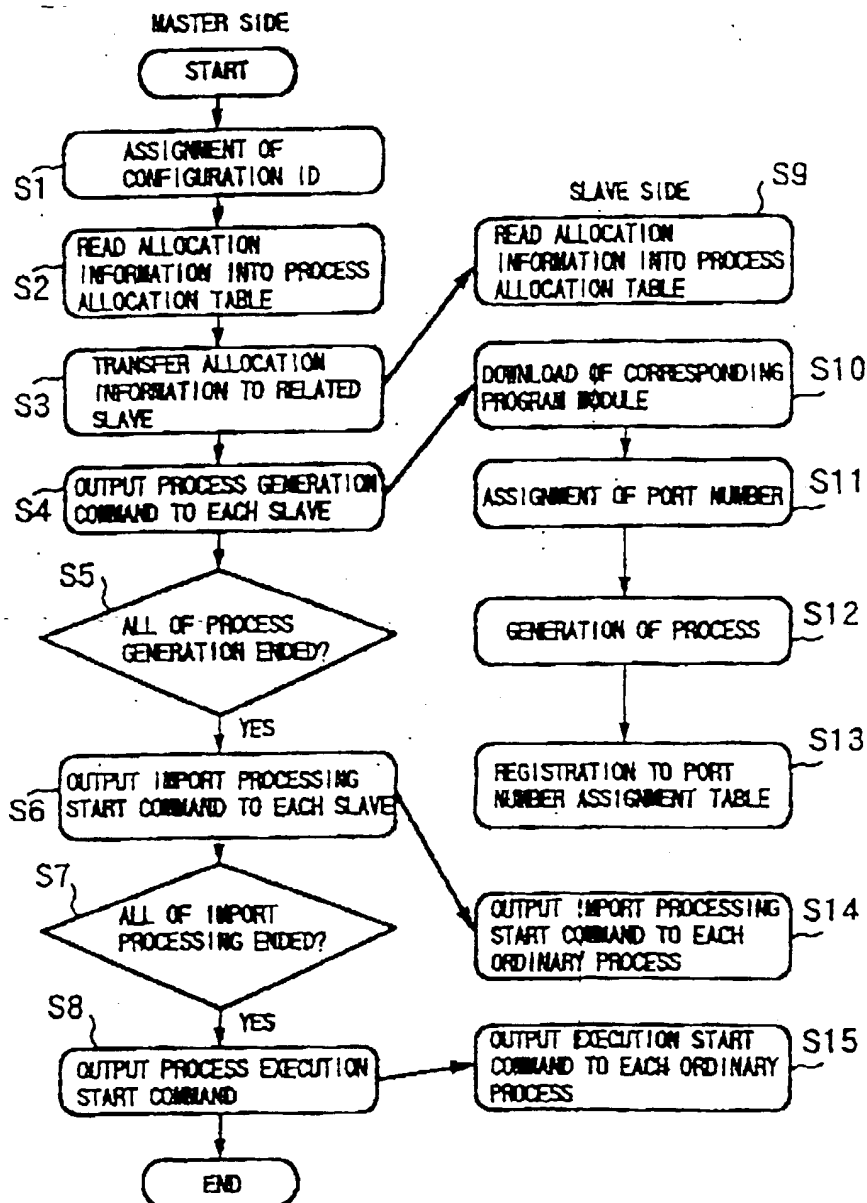 MASTER SIDE
START
S1
ASSIGNMENT OF
CONFIGURATION ID
S2
READ ALLOCATION
INFORMATION INTO PROCESS
ALLOCATION TABLE
S3
TRANSFER ALLOCATION
INFORMATION TO RELATED
SLAVE
S4
OUTPUT PROCESS GENERATION
COMMAND TO EACH SLAVE
S5
ALL OF PROCESS
GENERATION ENDED?
YES
S6
OUTPUT IMPORT PROCESSING
START COMMAND TO EACH SLAVE
S7
ALL OF IMPORT
PROCESSING ENDED?
YES
S8
OUTPUT PROCESS EXECUTION
START COMMAND
END
SLAVE SIDE
S9
READ ALLOCATION
INFORMATION INTO PROCESS
ALLOCATION TABLE
S10
DOWNLOAD OF CORRESPONDING
PROGRAM MODULE
S11
ASSIGNMENT OF PORT NUMBER
S12
GENERATION OF PROCESS
S13
REGISTRATION TO PORT
NUMBER ASSIGNMENT TABLE
S14
OUTPUT IMPORT PROCESSING
START COMMAND TO EACH
ORDINARY PROCESS
S15
OUTPUT EXECUTION START
COMMAND TO EACH ORDINARY
PROCESS